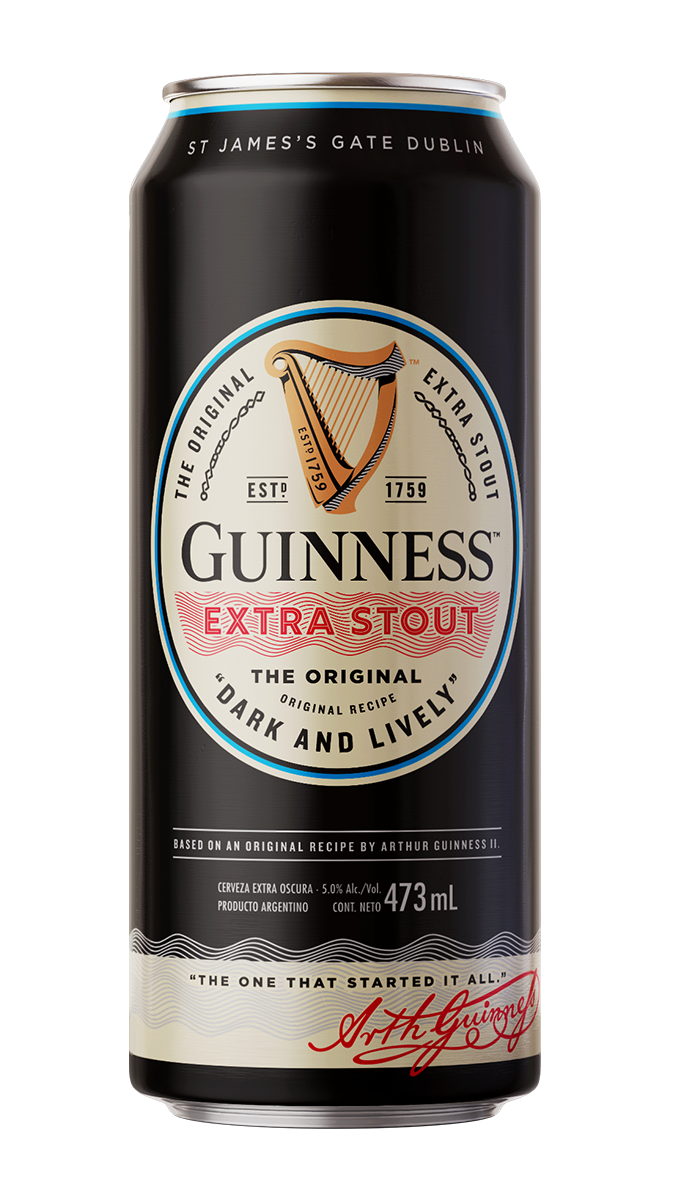 ST JAMES'S GATE DUBLIN
THE ORIGINAL
EXTRA STOUT
™
ESTD 1759
ESTD
1759
GUINNESS™
EXTRA STOUT
THE ORIGINAL
ORIGINAL RECIPE
“DARK AND LIVELY”
BASED ON AN ORIGINAL RECIPE BY ARTHUR GUINNESS II.
CERVEZA EXTRA OSCURA · 5.0% Alc./Vol.
PRODUCTO ARGENTINO CONT. NETO 473 mL
“THE ONE THAT STARTED IT ALL.”
Arth. Guinness